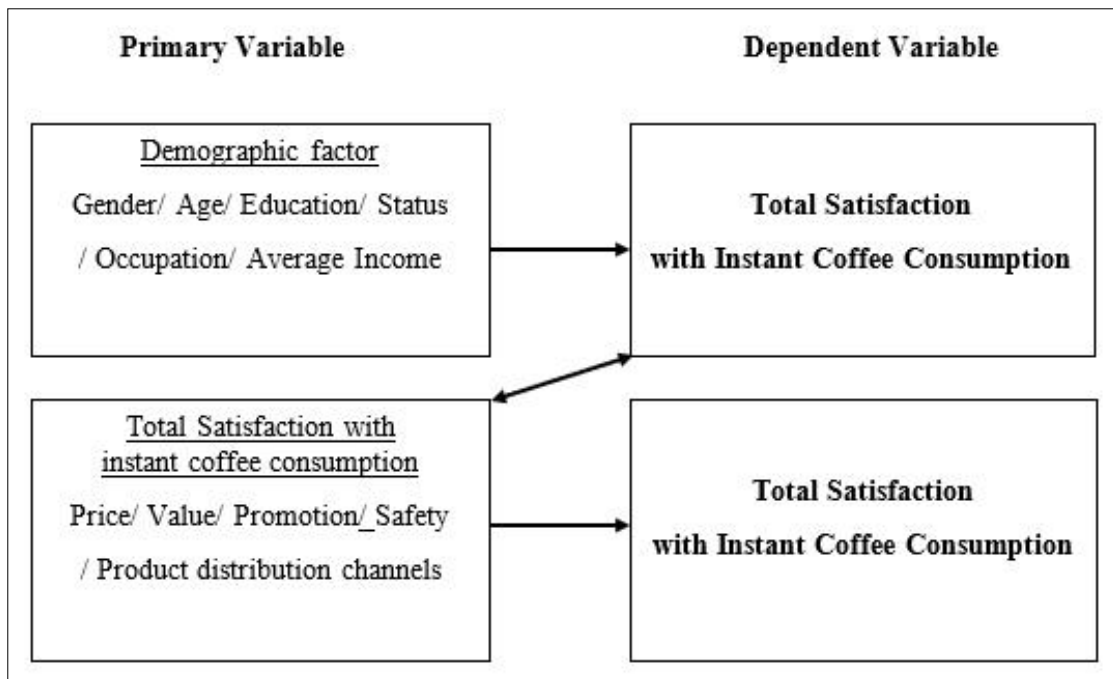 Primary Variable
Dependent Variable
Demographic factor
Gender/ Age/ Education/ Status
/ Occupation/ Average Income
Total Satisfaction
with Instant Coffee Consumption
Total Satisfaction with
instant coffee consumption
Price/ Value/ Promotion/_Safety
/ Product distribution channels
Total Satisfaction
with Instant Coffee Consumption